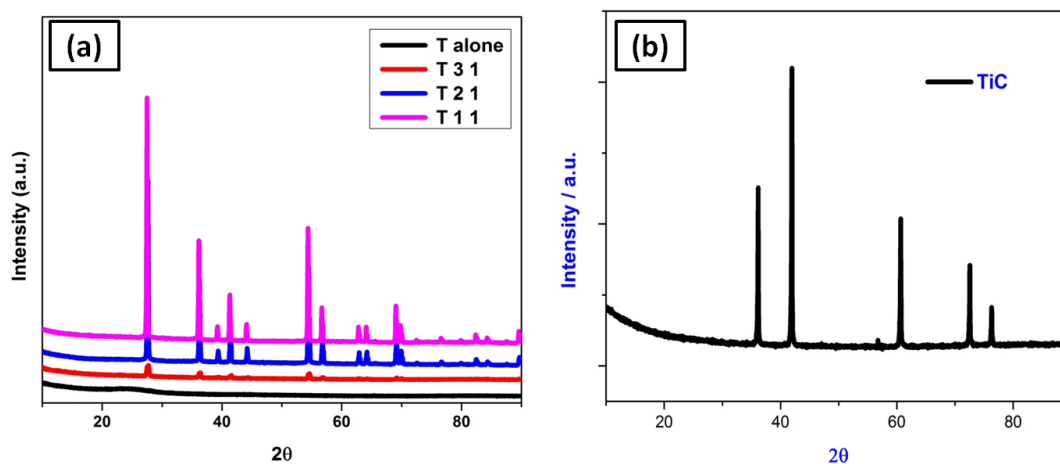 (a)
T alone
T 3 1
T 2 1
T 1 1
Intensity (a.u.)
20
40
60
80
2θ
(b)
TiC
Intensity / a.u.
20
40
60
80
2θ